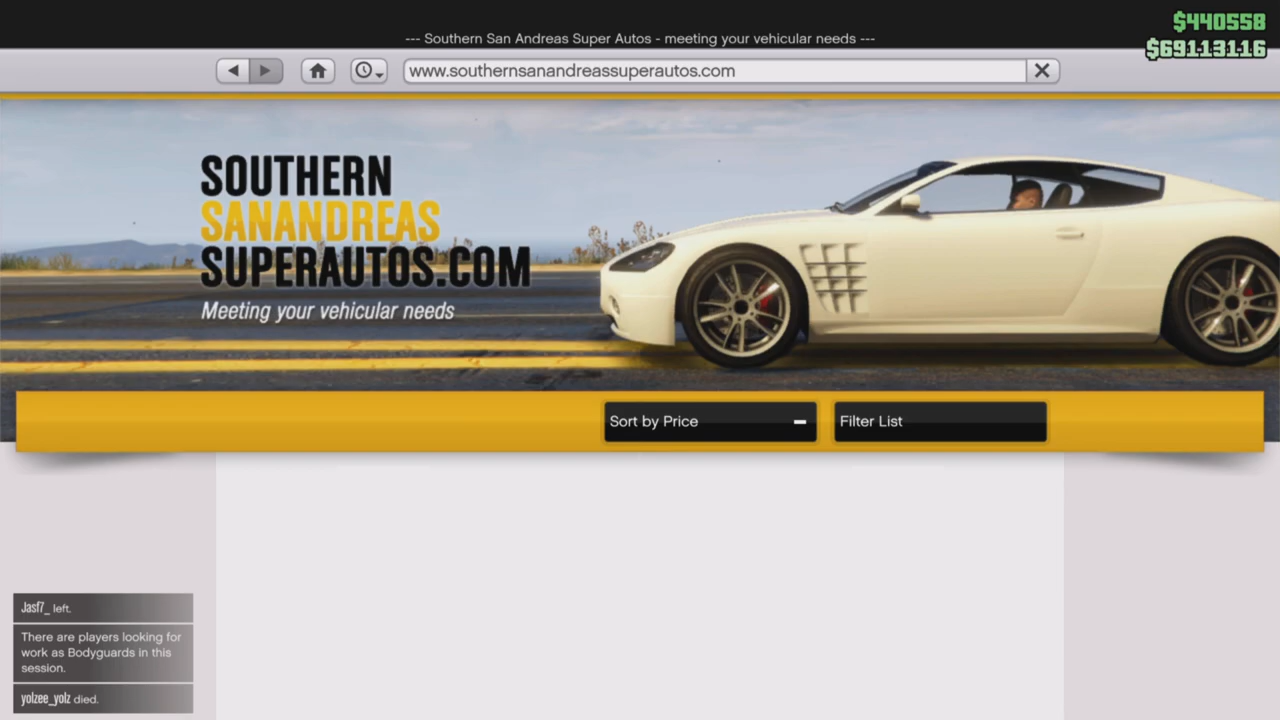 $440558
--- Southern San Andreas Super Autos - meeting your vehicular needs ---
$69113116
www.southernsanandreassuperautos.com
SOUTHERN
SANANDREAS
SUPERAUTOS.COM
Meeting your vehicular needs
Sort by Price
Filter List
Jasf7_ left.
There are players looking for
work as Bodyguards in this
session.
yolzee_yolz died.